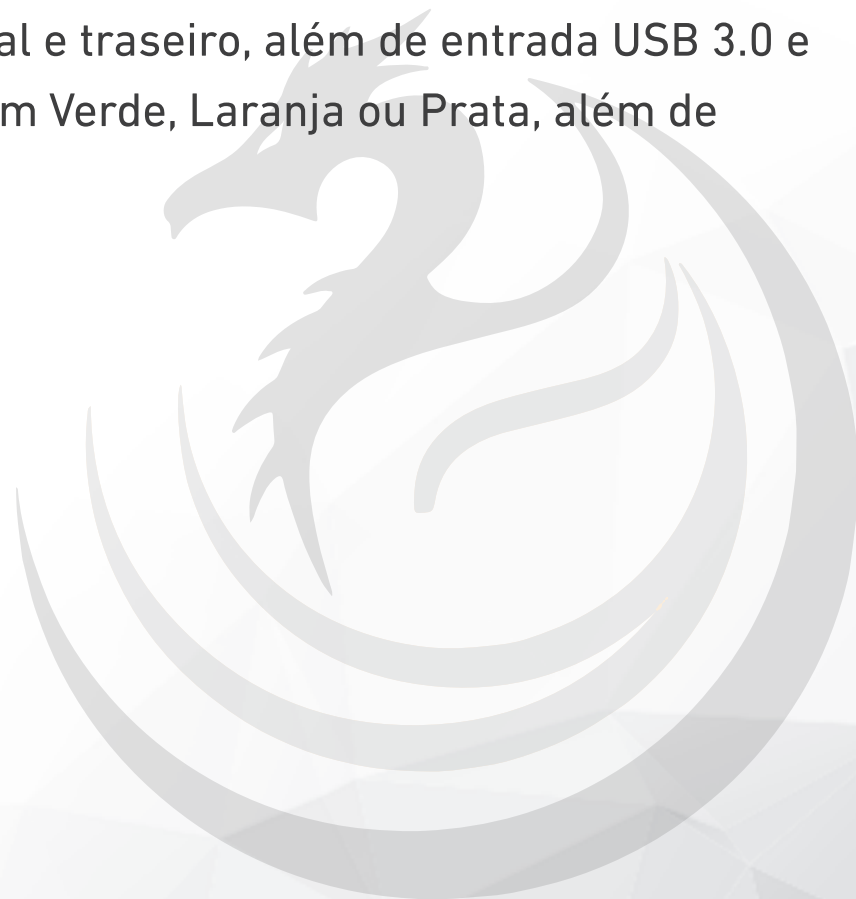 al e traseiro, além de entrada USB 3.0 e
m Verde, Laranja ou Prata, além de